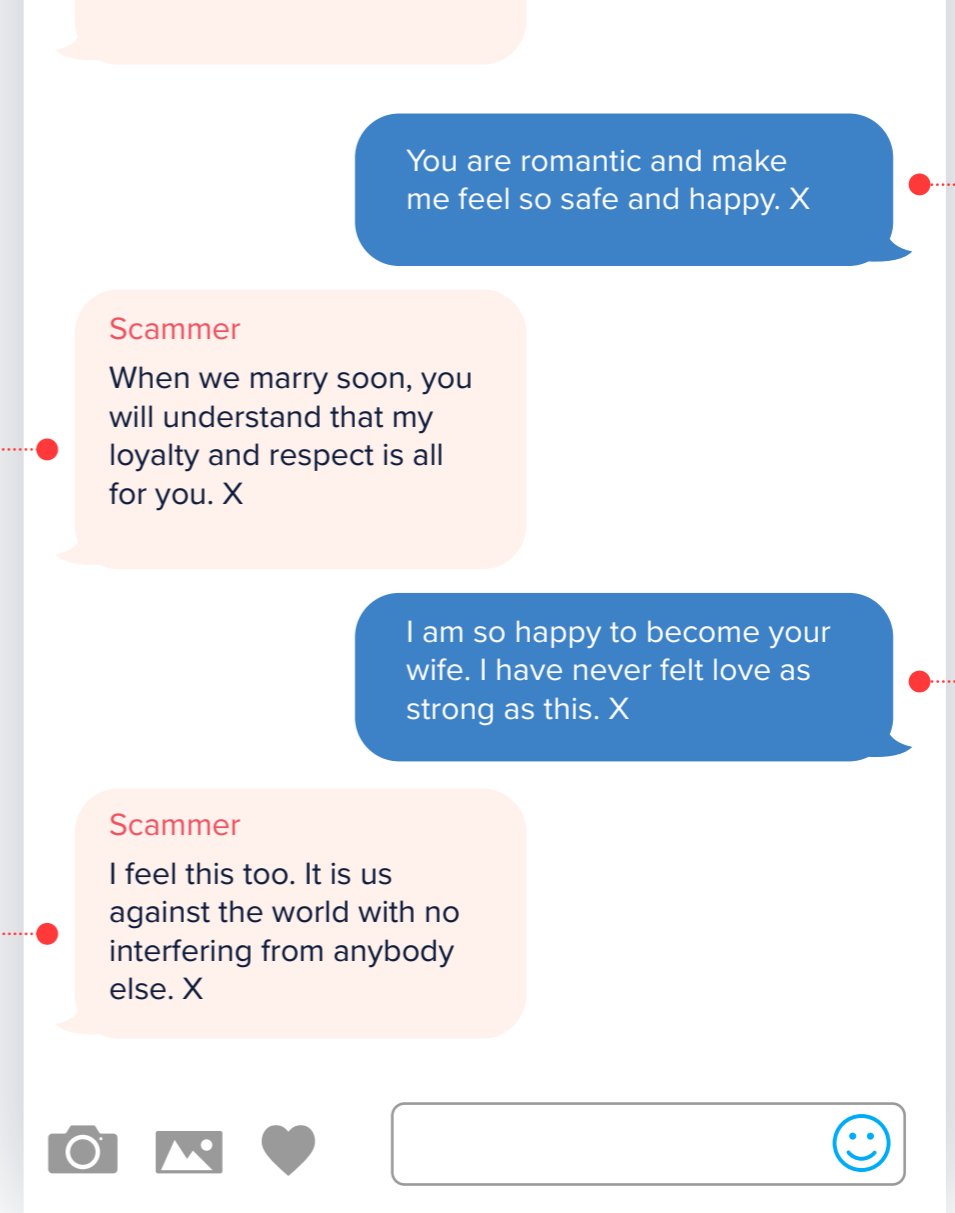 You are romantic and make
me feel so safe and happy. X
Scammer
When we marry soon, you
will understand that my
loyalty and respect is all
for you. X
I am so happy to become your
wife. I have never felt love as
strong as this. X
Scammer
I feel this too. It is us
against the world with no
interfering from anybody
else. X